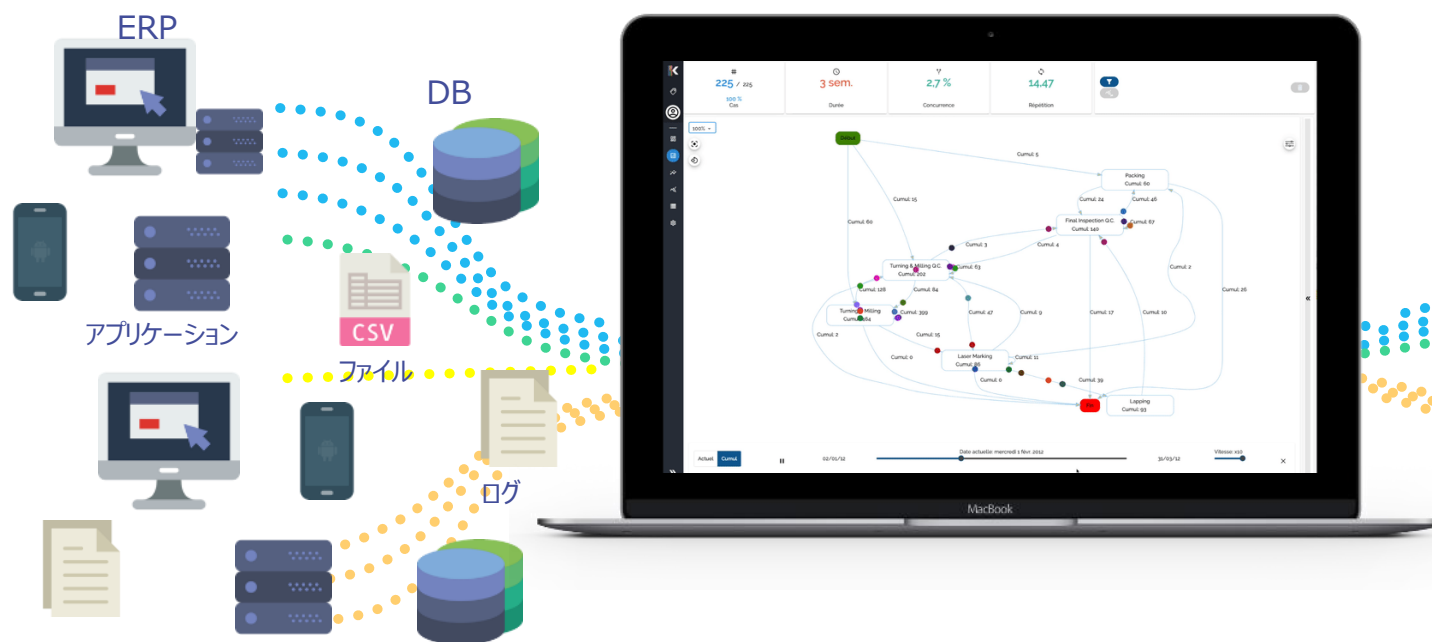 ERP
DB
アプリケーション
CSV
ファイル
ログ
# 225 / 225
100 %
Cas
3 sem.
Durée
2,7 %
Concurrence
14,47
Répétition
100%
Début
Cumul 5
Packing
Cumul 60
Cumul 15
Cumul 24
Cumul 46
Cumul 60
Final Inspection Q.C.
Cumul 140
Cumul 67
Cumul 3
Cumul 4
Turning & Milling Q.C.
Cumul 202
Cumul 63
Cumul 2
Cumul 128
Cumul 64
Cumul 26
Turning & Milling
Cumul 399
Cumul 47
Cumul 9
Cumul 17
Cumul 10
Cumul 2
Cumul 15
Cumul 0
Laser Marking
Cumul 86
Cumul 11
Cumul 0
Cumul 39
Fin
Lapping
Cumul 93
Actuel
Cumul
02/01/12
Date actuelle: mercredi 1 févr. 2012
31/03/12
Vitesse: x10
MacBook